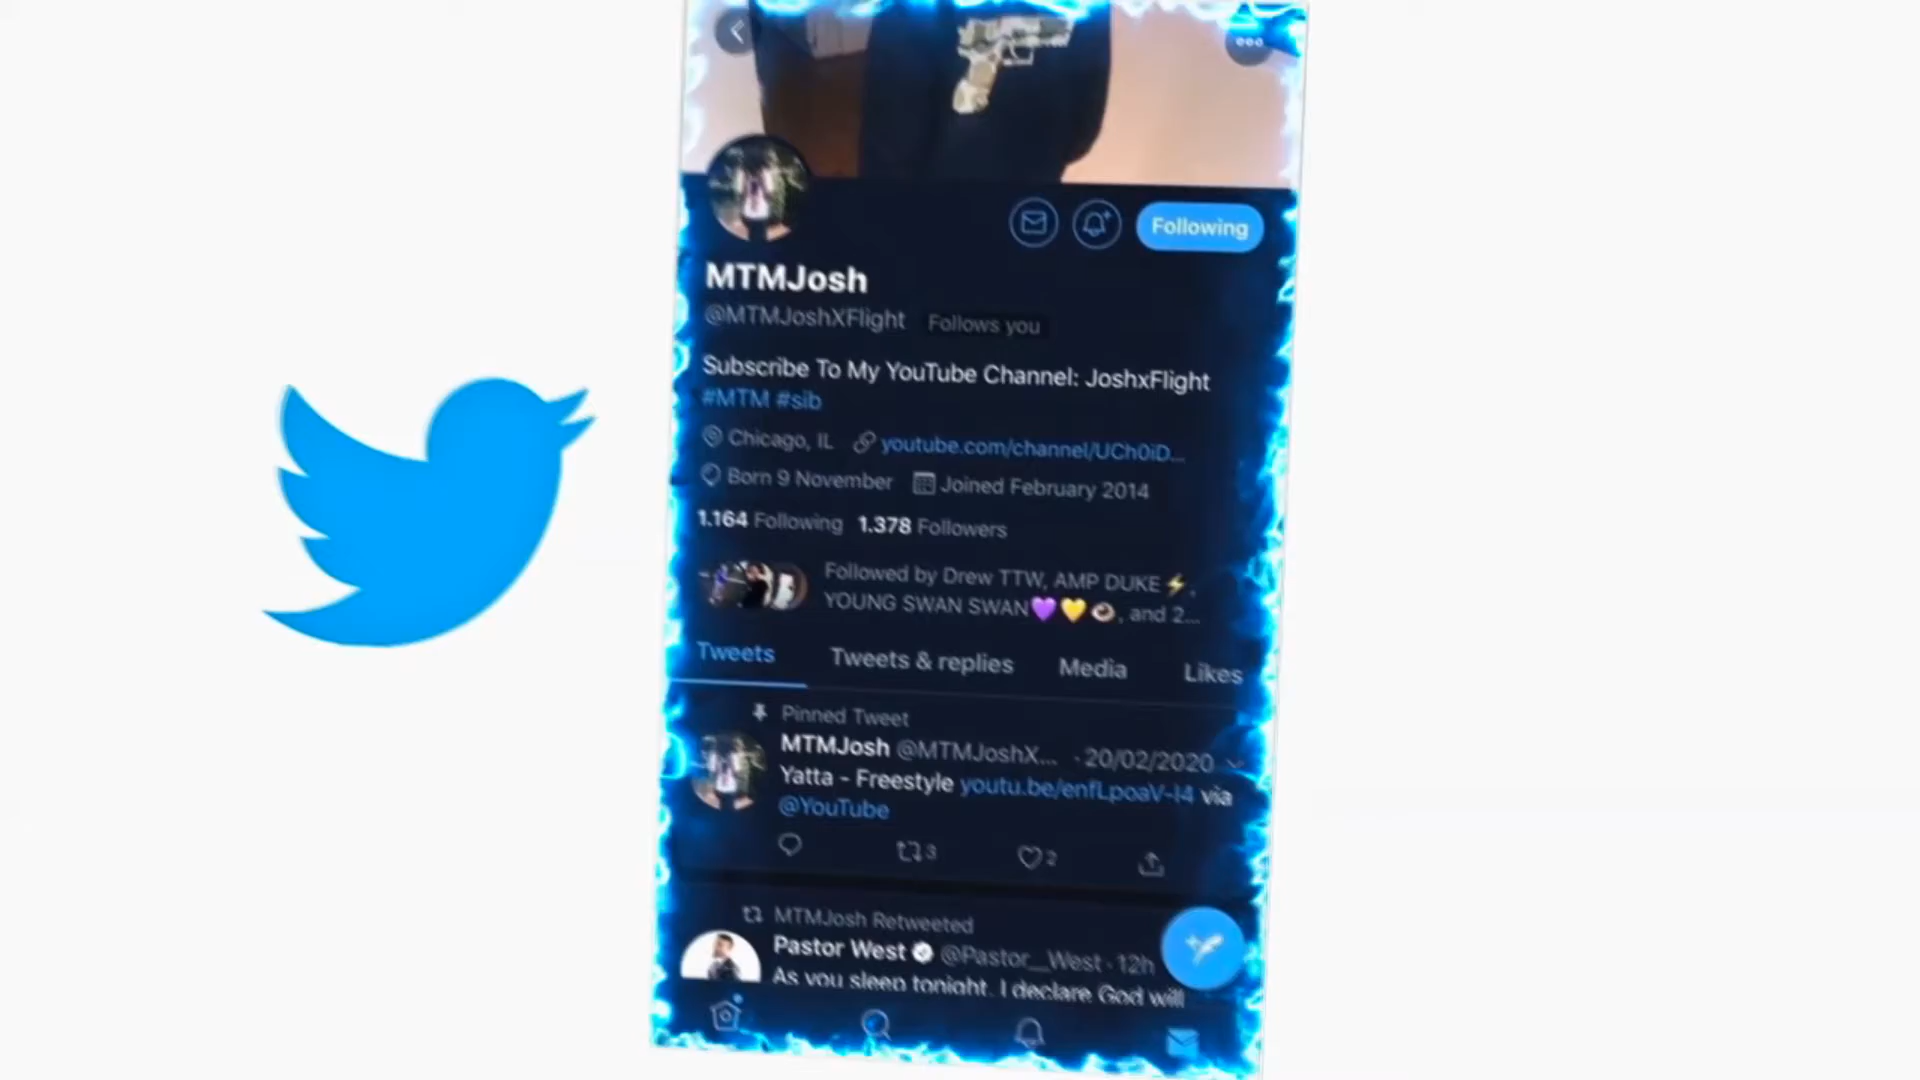 Following
MTMJosh
@MTMJoshXFlight Follows you
Subscribe To My YouTube Channel: JoshxFlight
#MTM #sib
Chicago, IL youtube.com/channel/UCh0iD...
Born 9 November Joined February 2014
1.164 Following 1.378 Followers
Followed by Drew TTW, AMP DUKE⚡,
YOUNG SWAN SWAN💜💛👁, and 2...
Tweets Tweets & replies Media Likes
Pinned Tweet
MTMJosh @MTMJoshX... · 20/02/2020
Yatta - Freestyle youtu.be/enfLpoaV-I4 via
@YouTube
3 2
MTMJosh Retweeted
Pastor West @Pastor__West · 12h
As you sleep tonight, I declare God will